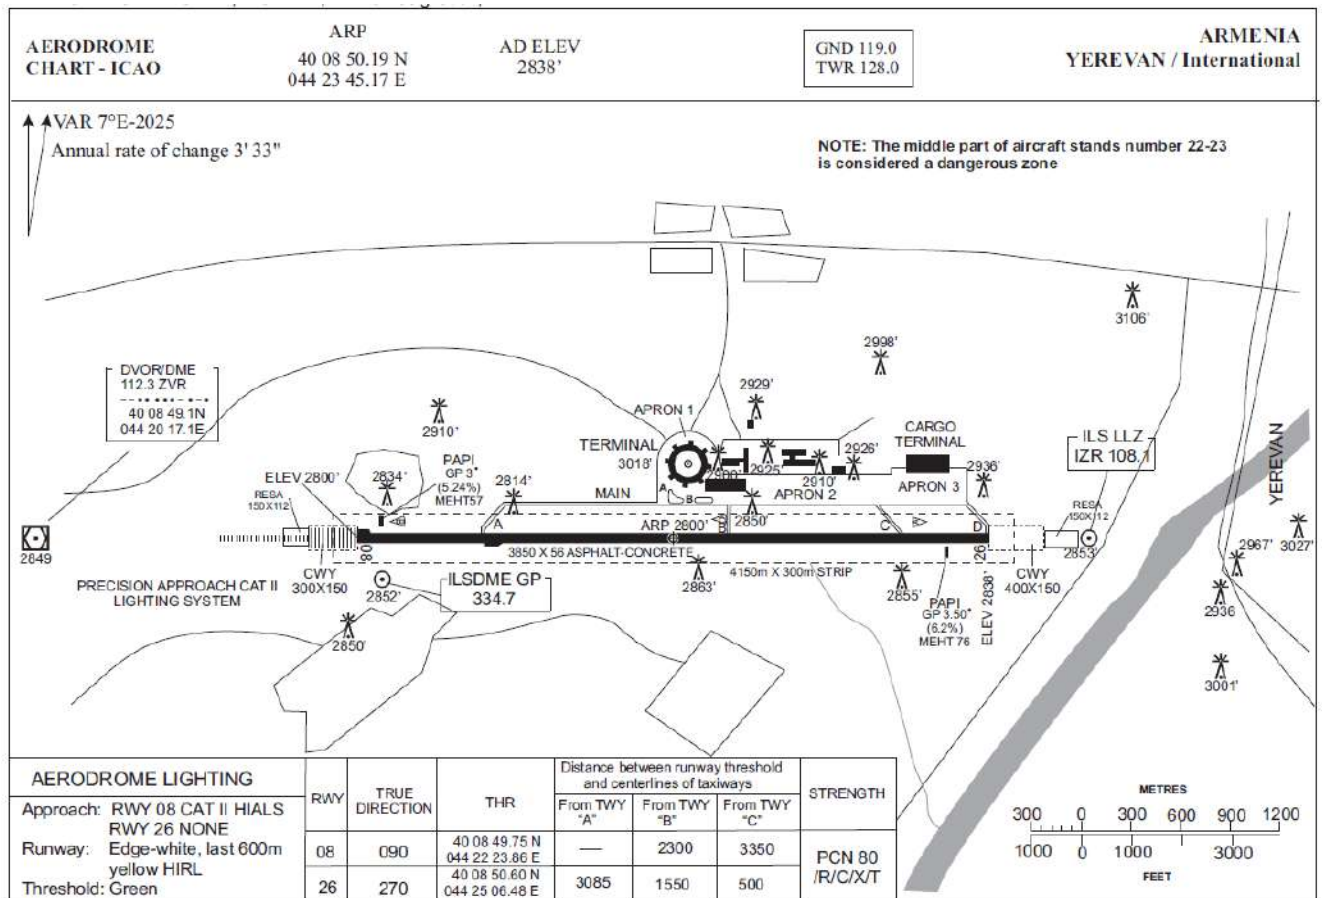 AERODROME
CHART - ICAO
ARP
40 08 50.19 N
044 23 45.17 E
AD ELEV
2838'
GND 119.0
TWR 128.0
ARMENIA
YEREVAN / International
VAR 7°E-2025
Annual rate of change 3' 33"
NOTE: The middle part of aircraft stands number 22-23
is considered a dangerous zone
3106'
2998'
DVOR/DME
112.3 ZVR
40 08 49.1N
044 20 17.1E
2929'
2910'
APRON 1
TERMINAL
3018'
CARGO
TERMINAL
ILS LLZ
IZR 108.1
YEREVAN
2925'
2926'
2910'
2936'
ELEV 2800'
2834'
PAPI
GP 3°
(5.24%)
MEHT57
2814'
MAIN
A
B
APRON 2
APRON 3
RESA
150X112
RESA
150X112
2850'
2849
08
A
ARP 2800'
B
C
D
26
2853'
3027'
2967'
3850 X 56 ASPHALT-CONCRETE
4150m X 300m STRIP
PRECISION APPROACH CAT II
LIGHTING SYSTEM
CWY
300X150
2852'
ILSDME GP
334.7
2863'
2855'
PAPI
GP 3.50°
(6.2%)
MEHT 76
ELEV 2838'
CWY
400X150
2936
2850'
3001'
AERODROME LIGHTING
Approach: RWY 08 CAT II HIALS
RWY 26 NONE
Runway: Edge-white, last 600m
yellow HIRL
Threshold: Green
RWY
TRUE
DIRECTION
THR
Distance between runway threshold
and centerlines of taxiways
From TWY
"A"
From TWY
"B"
From TWY
"C"
STRENGTH
08 090 40 08 49.75 N
044 22 23.86 E
— 2300 3350
26 270 40 08 50.60 N
044 25 06.48 E
3085 1550 500
PCN 80
/R/C/X/T
METRES
300 0 300 600 900 1200
1000 0 1000 3000
FEET